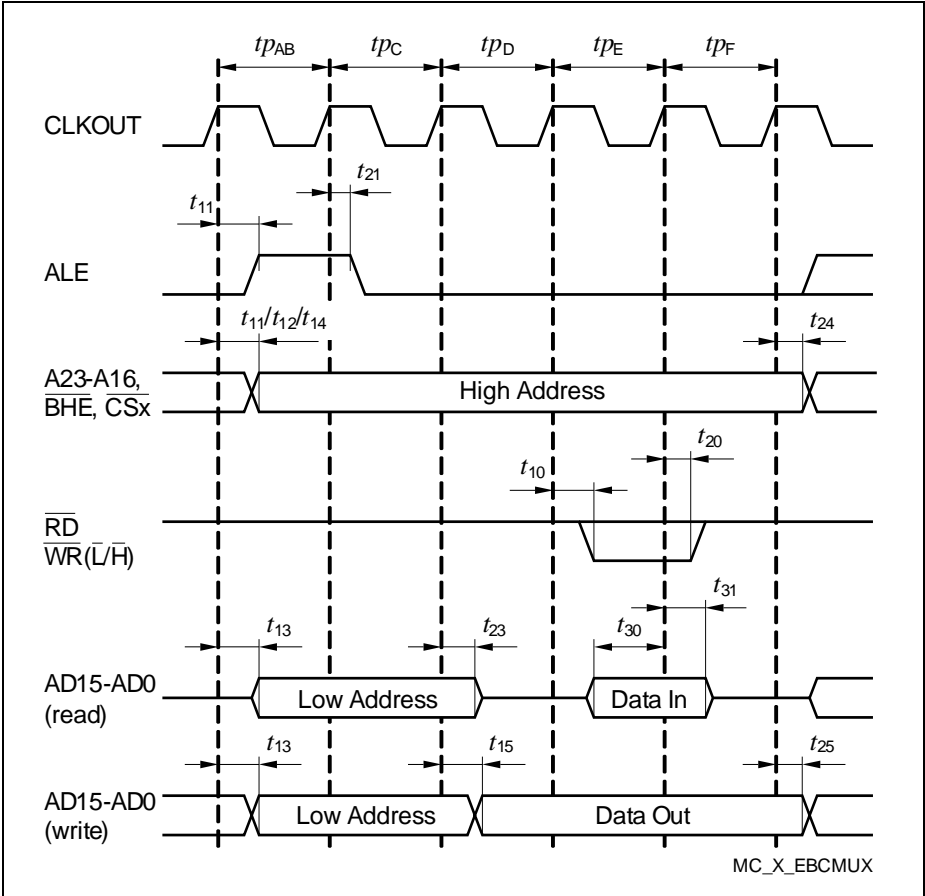 tpAB tpC tpD tpE tpF
CLKOUT
t21
t11
ALE
t11/t12/t14 t24
A23-A16,
BHE, CSx
High Address
t20
t10
RD
WR(L/H)
t31
t13 t23 t30
AD15-AD0
(read)
Low Address Data In
t13 t15 t25
AD15-AD0
(write)
Low Address Data Out
MC_X_EBCMUX